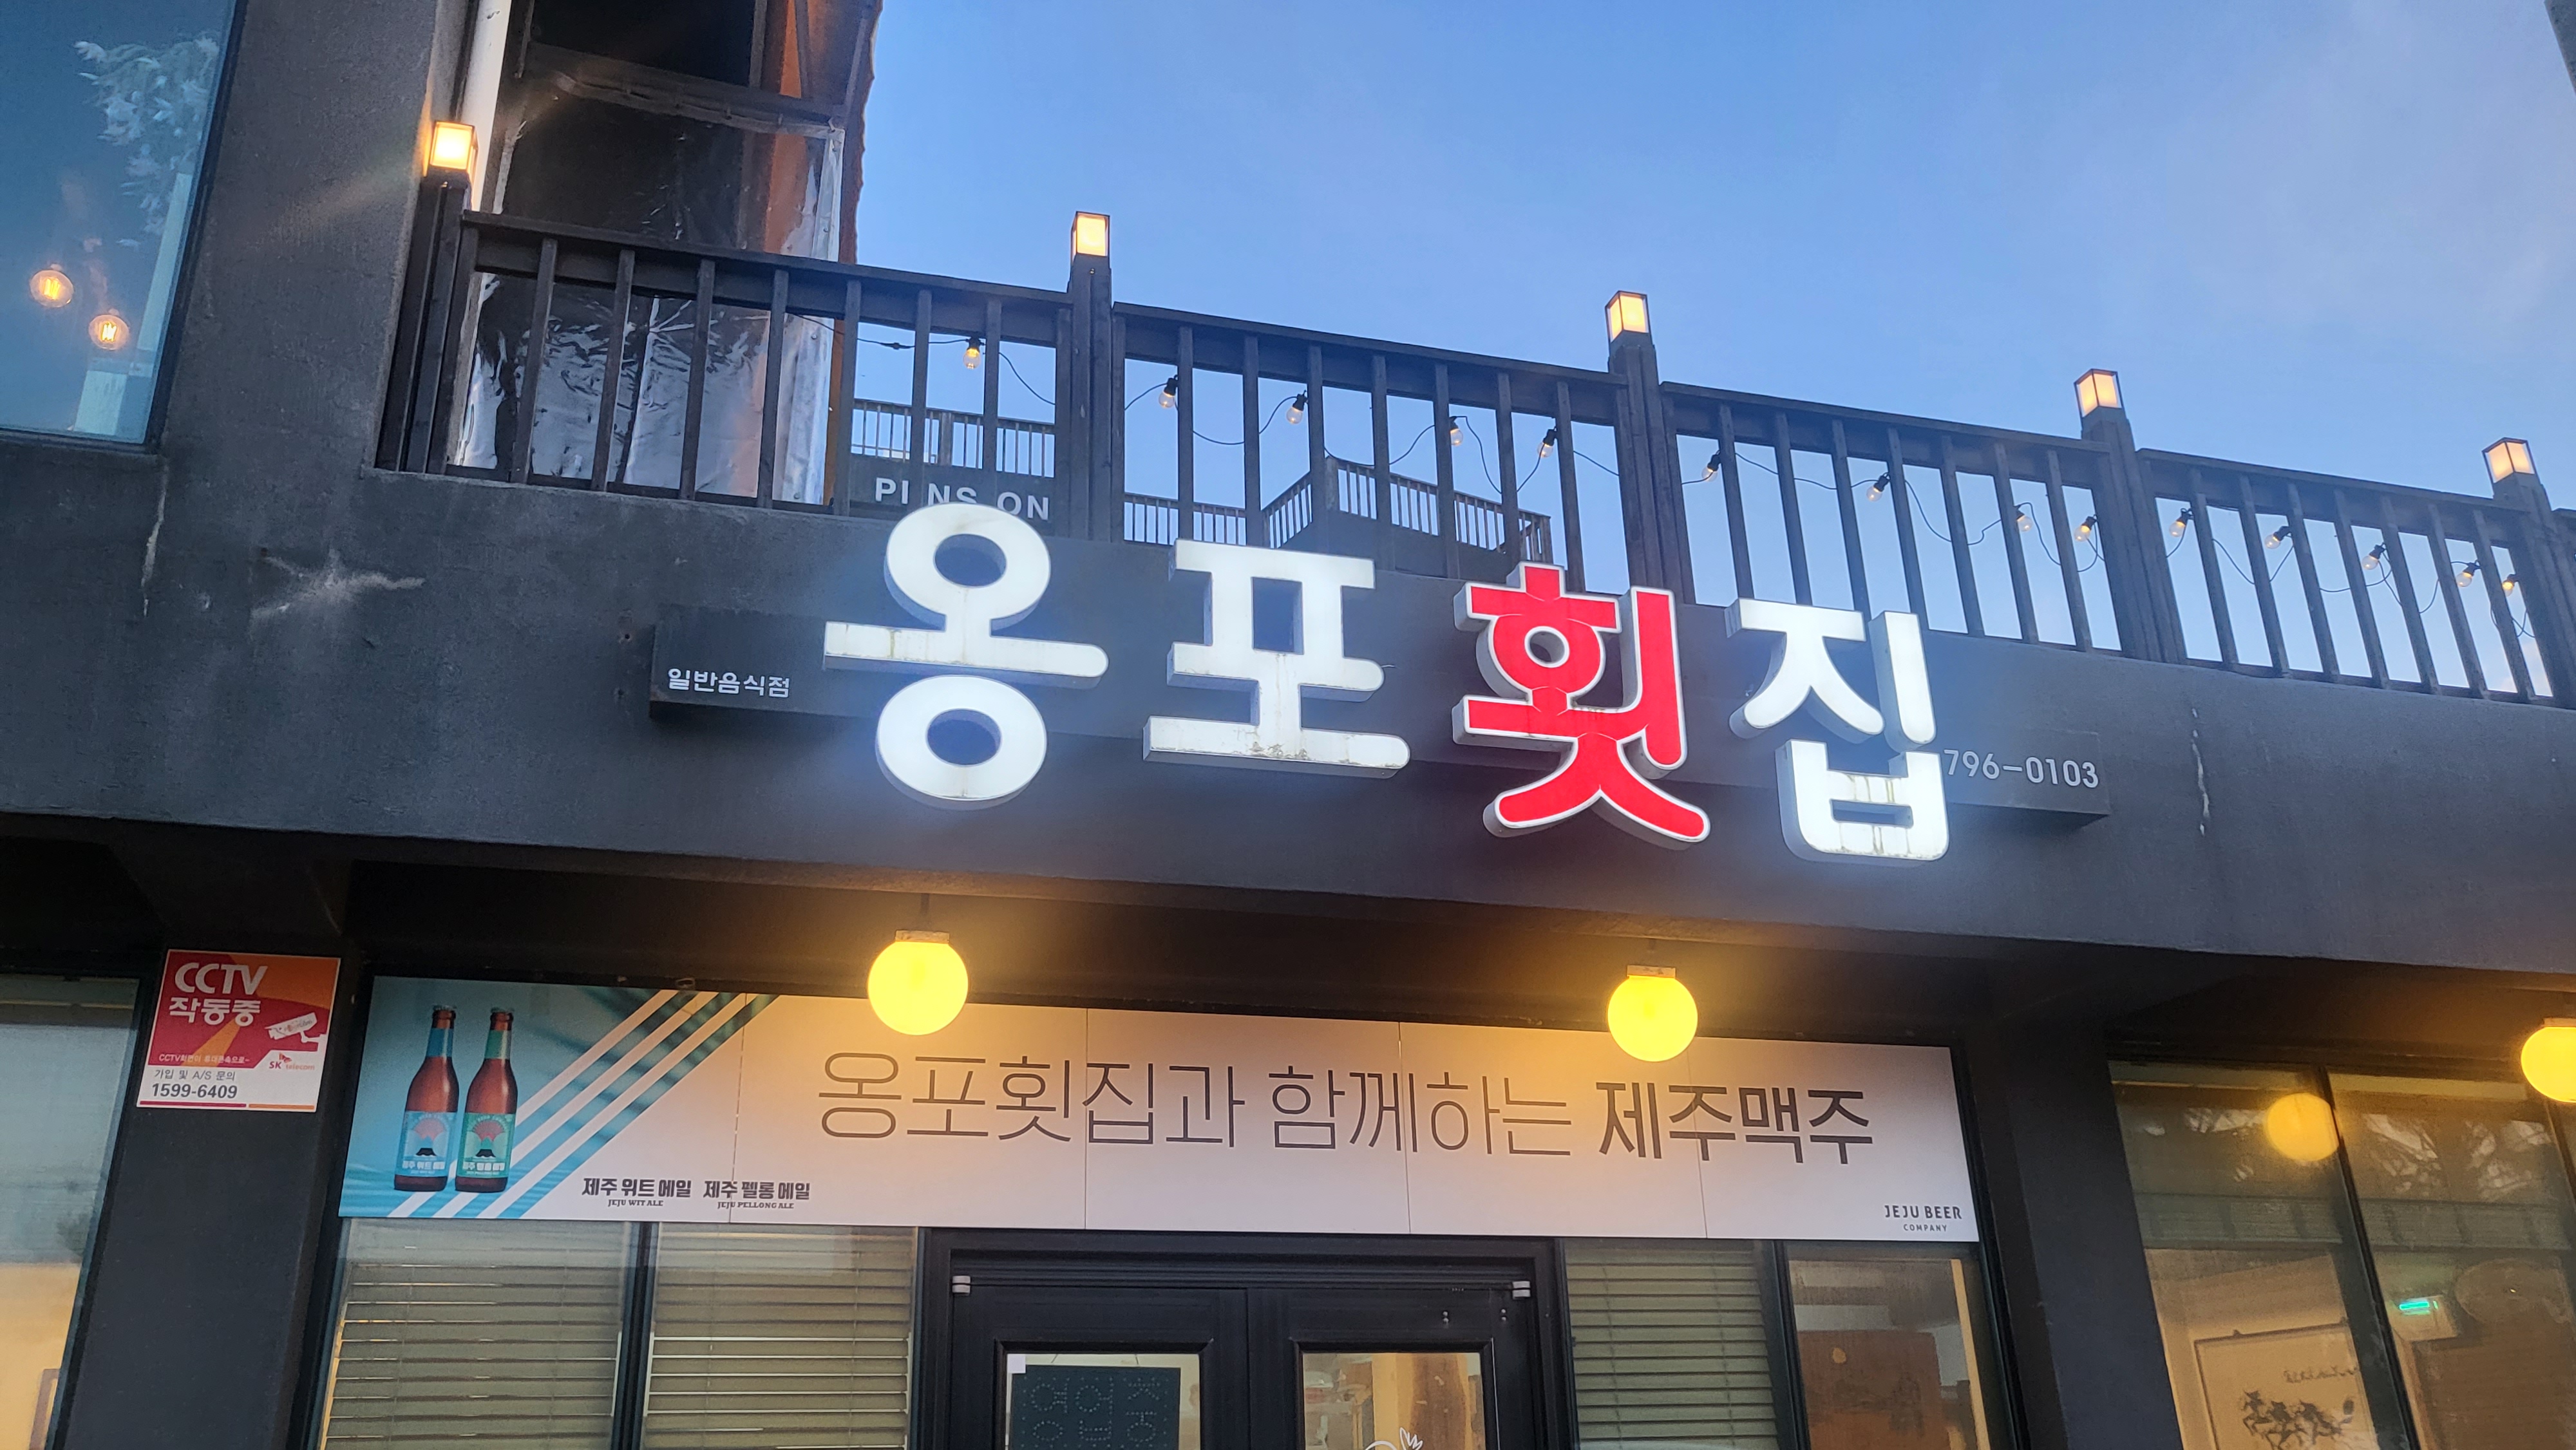 PINS ON
일반음식점
옹포횟집
796-0103
CCTV
작동중
SK telecom
가입 및 A/S 문의
1599-6409
옹포횟집과 함께하는 제주맥주
제주 위트 에일 제주 펠롱 에일
JEJU WIT ALE JEJU PELLONG ALE
JEJU BEER
COMPANY